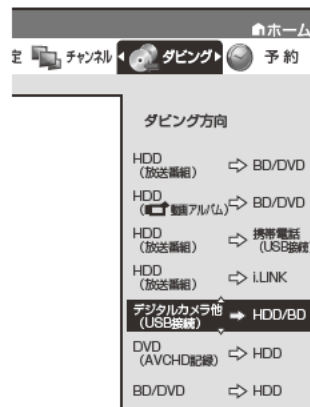 ホーム
定 チャンネル ダビング 予約
ダビング方向
HDD
（放送番組） ⇨ BD/DVD
HDD
（動画アルバム） ⇨ BD/DVD
HDD
（放送番組） ⇨ 携帯電話
（USB接続
HDD
（放送番組） ⇨ i.LINK
デジタルカメラ他
（USB接続） ➡ HDD/BD
DVD
（AVCHD記録） ⇨ HDD
BD/DVD ⇨ HDD